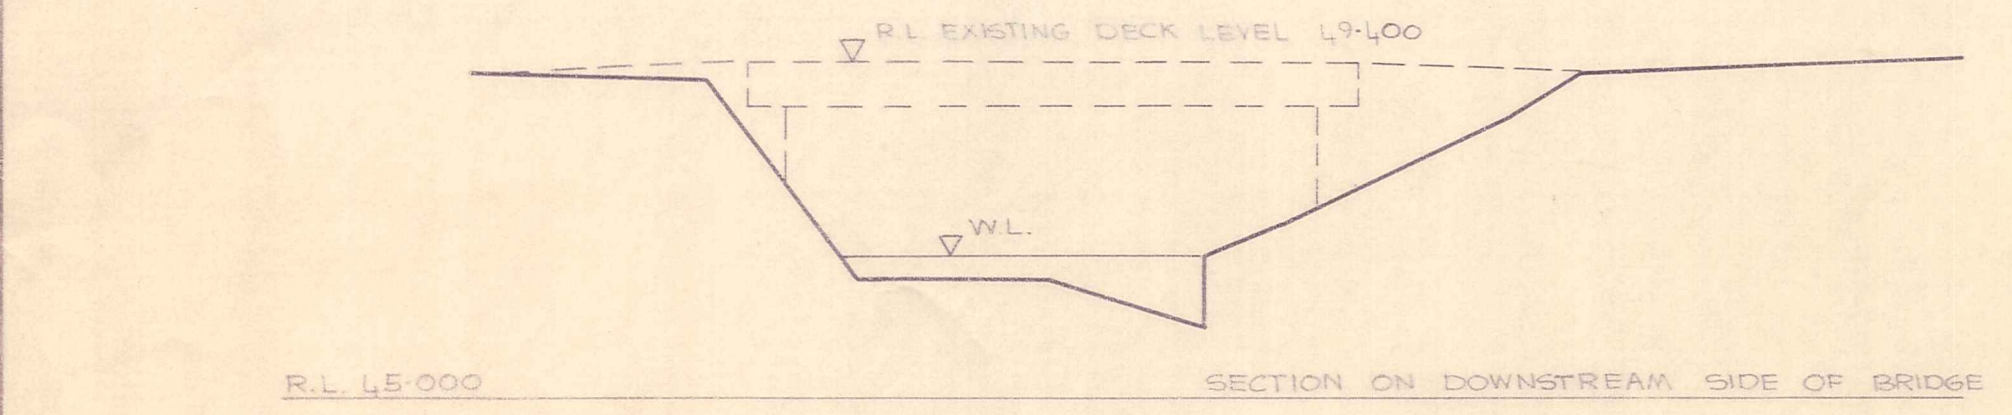 R.L. EXISTING DECK LEVEL 49·400
W.L.
R.L. 45·000
SECTION ON DOWNSTREAM SIDE OF BRIDGE